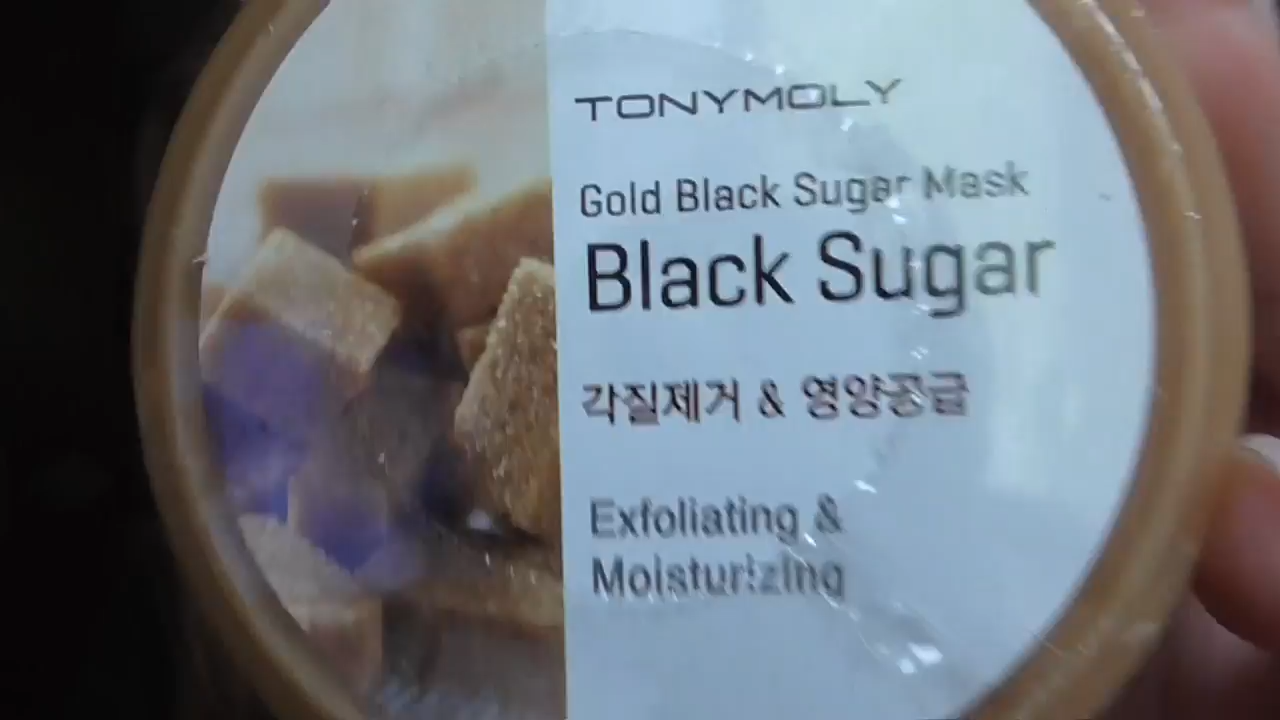 TONYMOLY
Gold Black Sugar Mask
Black Sugar
각질제거 & 영양공급
Exfoliating &
Moisturizing